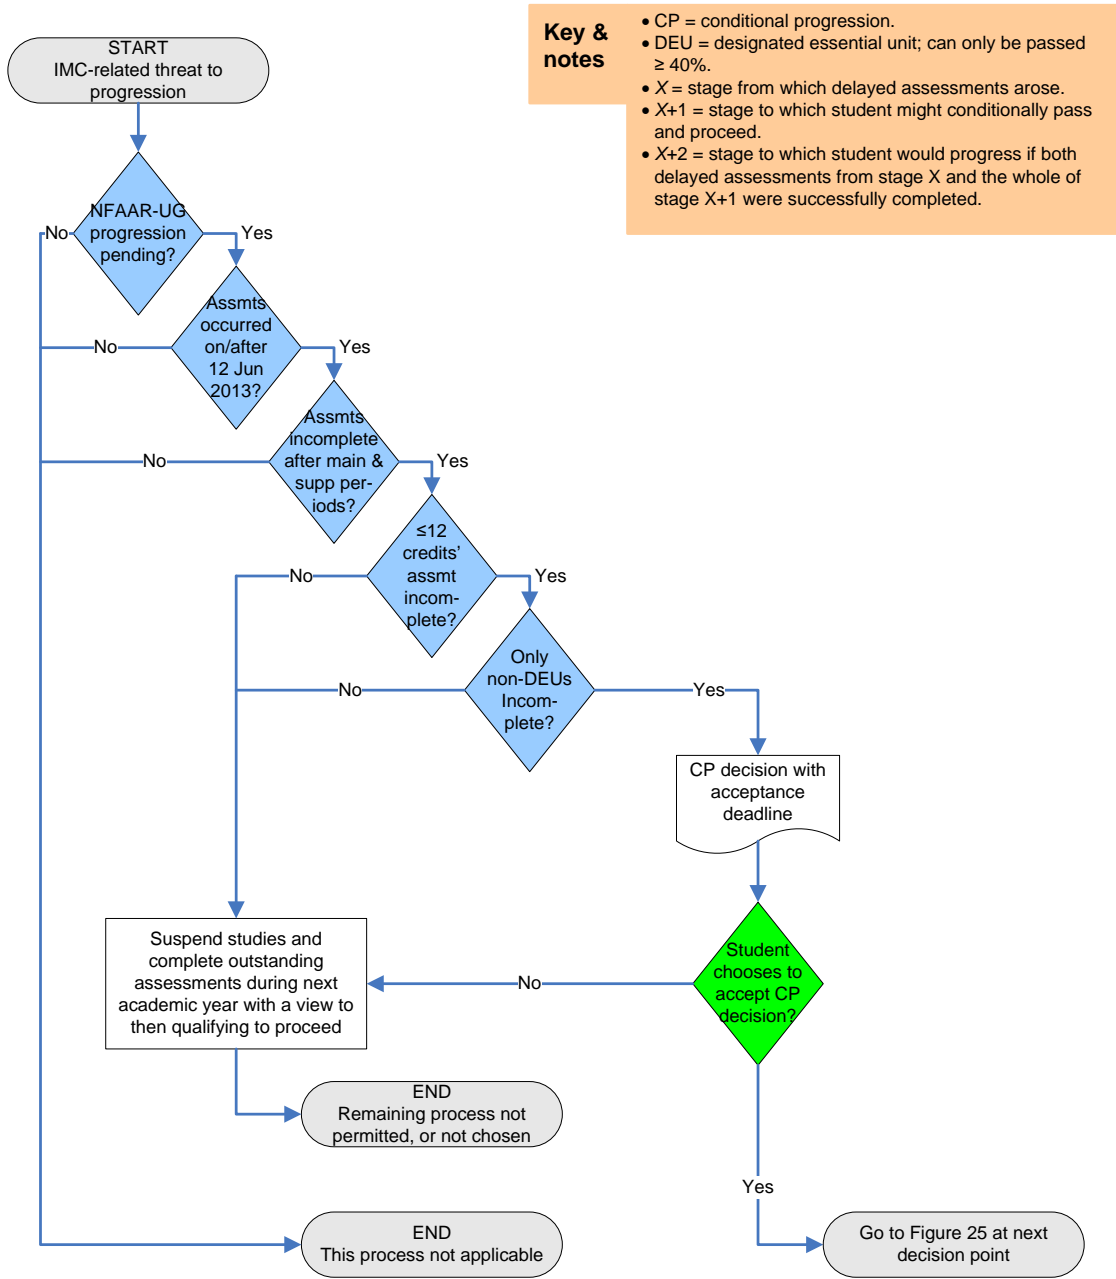 START
IMC-related threat to
progression
Key &
notes
• CP = conditional progression.
• DEU = designated essential unit; can only be passed
≥ 40%.
• X = stage from which delayed assessments arose.
• X+1 = stage to which student might conditionally pass
and proceed.
• X+2 = stage to which student would progress if both
delayed assessments from stage X and the whole of
stage X+1 were successfully completed.
NFAAR-UG
progression
pending?
No
Yes
Assmts
occurred
on/after
12 Jun
2013?
No
Yes
Assmts
incomplete
after main &
supp per-
iods?
No
Yes
≤12
credits’
assmt
incom-
plete?
No
Yes
Only
non-DEUs
Incom-
plete?
No
Yes
CP decision with
acceptance
deadline
Student
chooses to
accept CP
decision?
No
Suspend studies and
complete outstanding
assessments during next
academic year with a view to
then qualifying to proceed
END
Remaining process not
permitted, or not chosen
Yes
END
This process not applicable
Go to Figure 25 at next
decision point